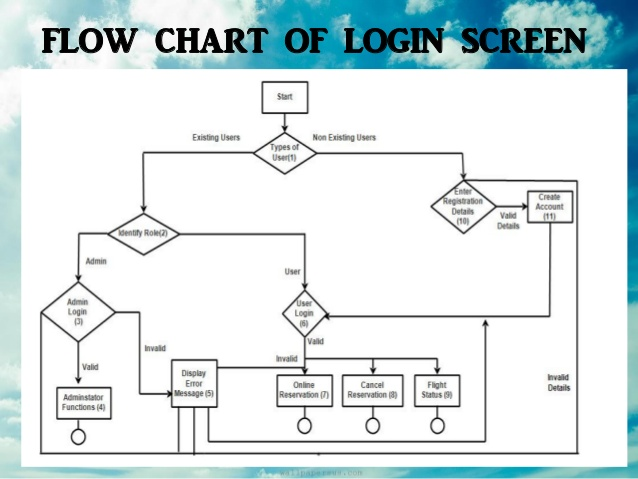 FLOW CHART OF LOGIN SCREEN
Start
Existing Users
Non Existing Users
Types of
User(1)
Enter
Registration
Details
(10)
Valid
Details
Create
Account
(11)
Identify Role(2)
Admin
User
Admin
Login
(3)
User
Login
(6)
Invalid
Valid
Invalid
Valid
Display
Error
Message (5)
Adminstator
Functions (4)
Online
Reservation (7)
Cancel
Reservation (8)
Flight
Status (9)
Invalid
Details